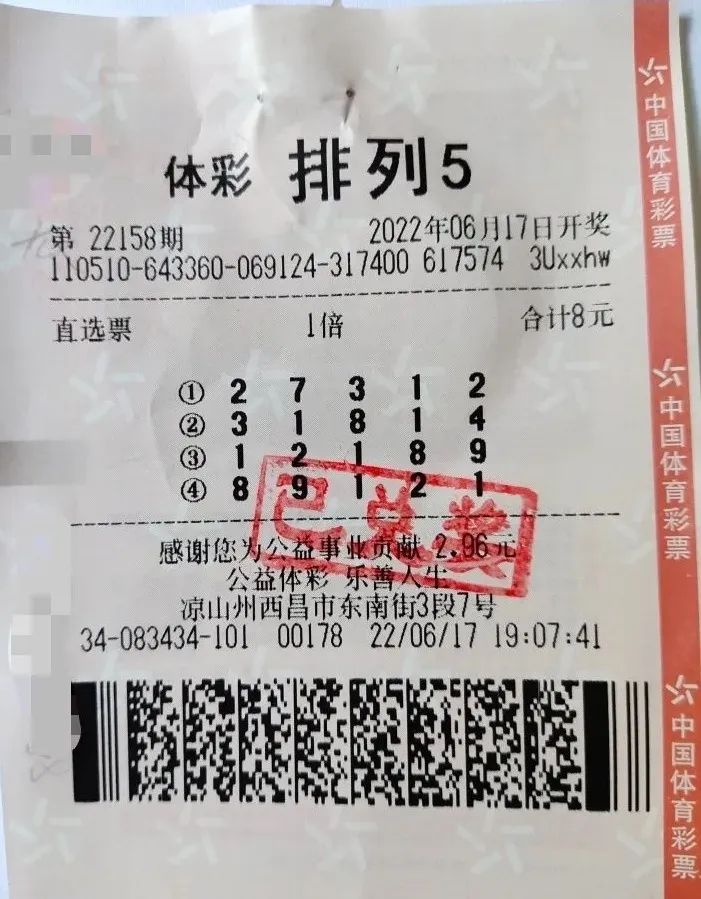 体彩 排列5
第 22158期 2022年06月17日开奖
110510-643360-069124-317400 617574 3Uxxhw
直选票 1倍 合计8元
① 2 7 3 1 2
② 3 1 8 1 4
③ 1 2 1 8 9
④ 8 9 1 2 1
已兑奖
感谢您为公益事业贡献 2.96元
公益体彩 乐善人生
凉山州西昌市东南街3段7号
34-083434-101 00178 22/06/17 19:07:41
中国体育彩票
中国体育彩票
中国体育彩票